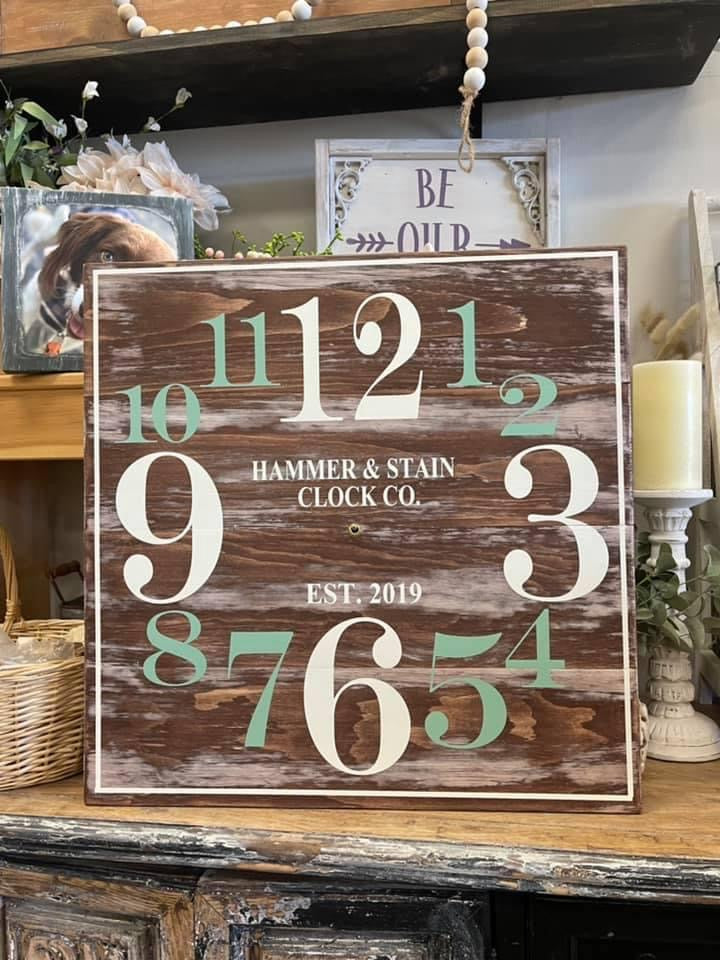 BE
OUR
11 12 1
10 2
HAMMER & STAIN
CLOCK CO.
9 3
EST. 2019
8 4
7 6 5